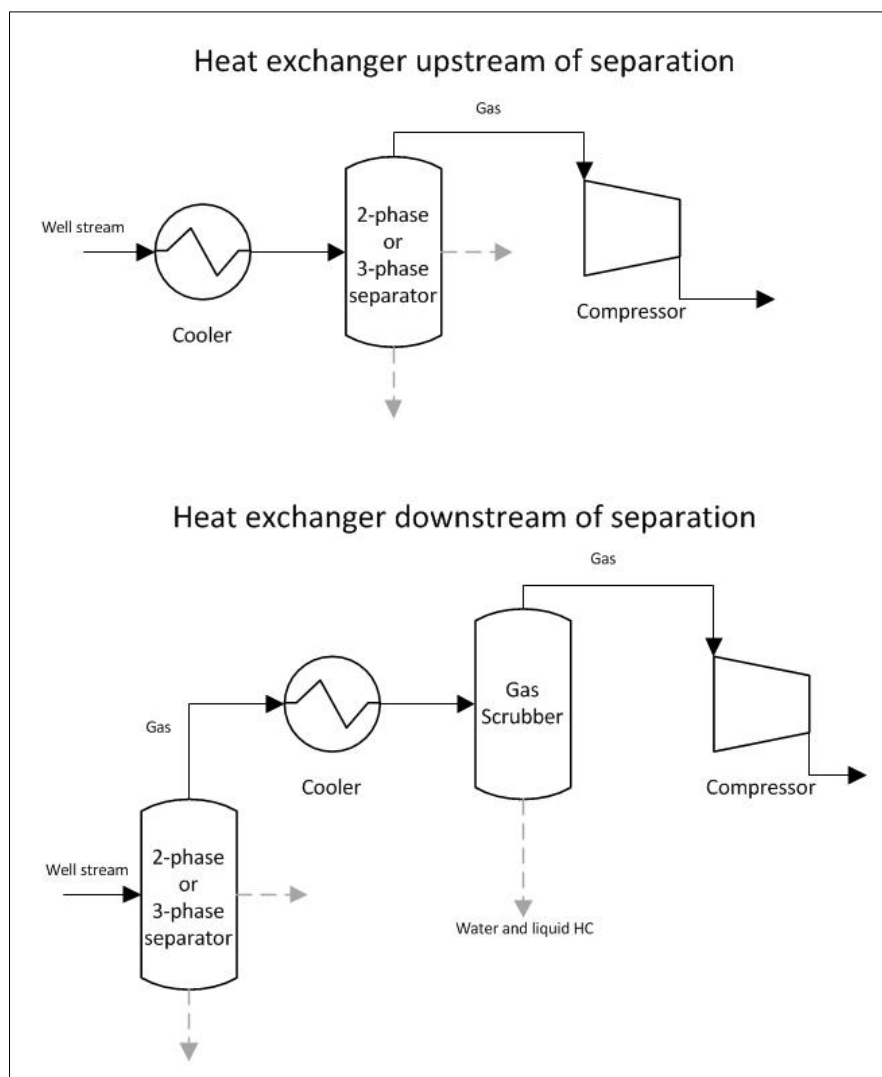 Heat exchanger upstream of separation
Gas
Well stream
2-phase
or
3-phase
separator
Cooler
Compressor
Heat exchanger downstream of separation
Gas
Gas
Gas
Scrubber
Cooler
Compressor
Well stream
2-phase
or
3-phase
separator
Water and liquid HC